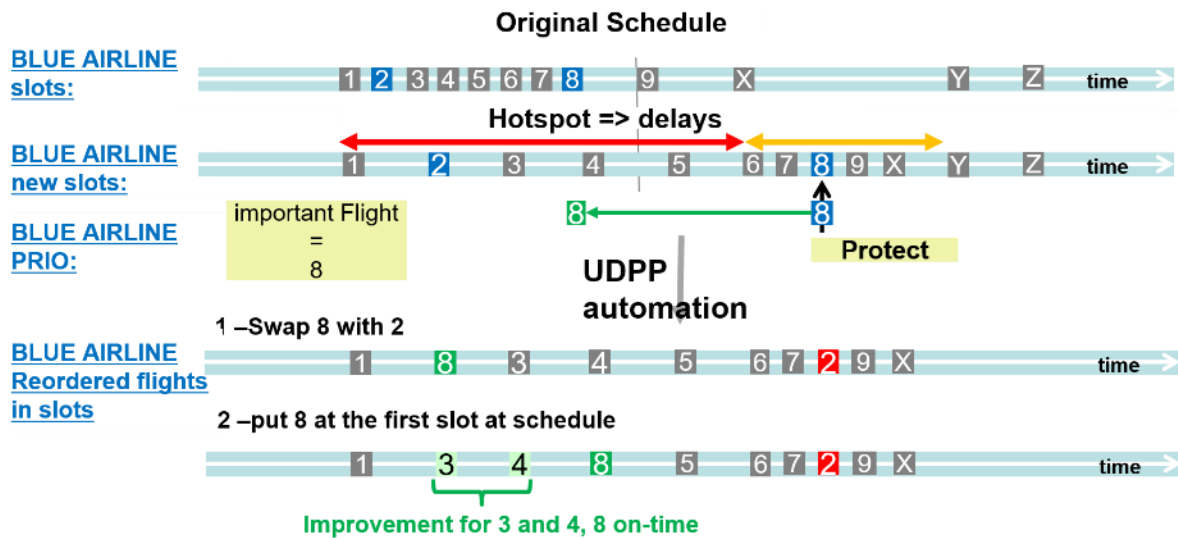 Original Schedule
BLUE AIRLINE
slots:
1 2 3 4 5 6 7 8 9 X Y Z time
Hotspot => delays
BLUE AIRLINE
new slots:
1 2 3 4 5 6 7 8 9 X Y Z time
BLUE AIRLINE
PRIO:
important Flight
=
8
8 8
Protect
UDPP
automation
1 –Swap 8 with 2
BLUE AIRLINE
Reordered flights
in slots
1 8 3 4 5 6 7 2 9 X time
2 –put 8 at the first slot at schedule
1 3 4 8 5 6 7 2 9 X time
Improvement for 3 and 4, 8 on-time